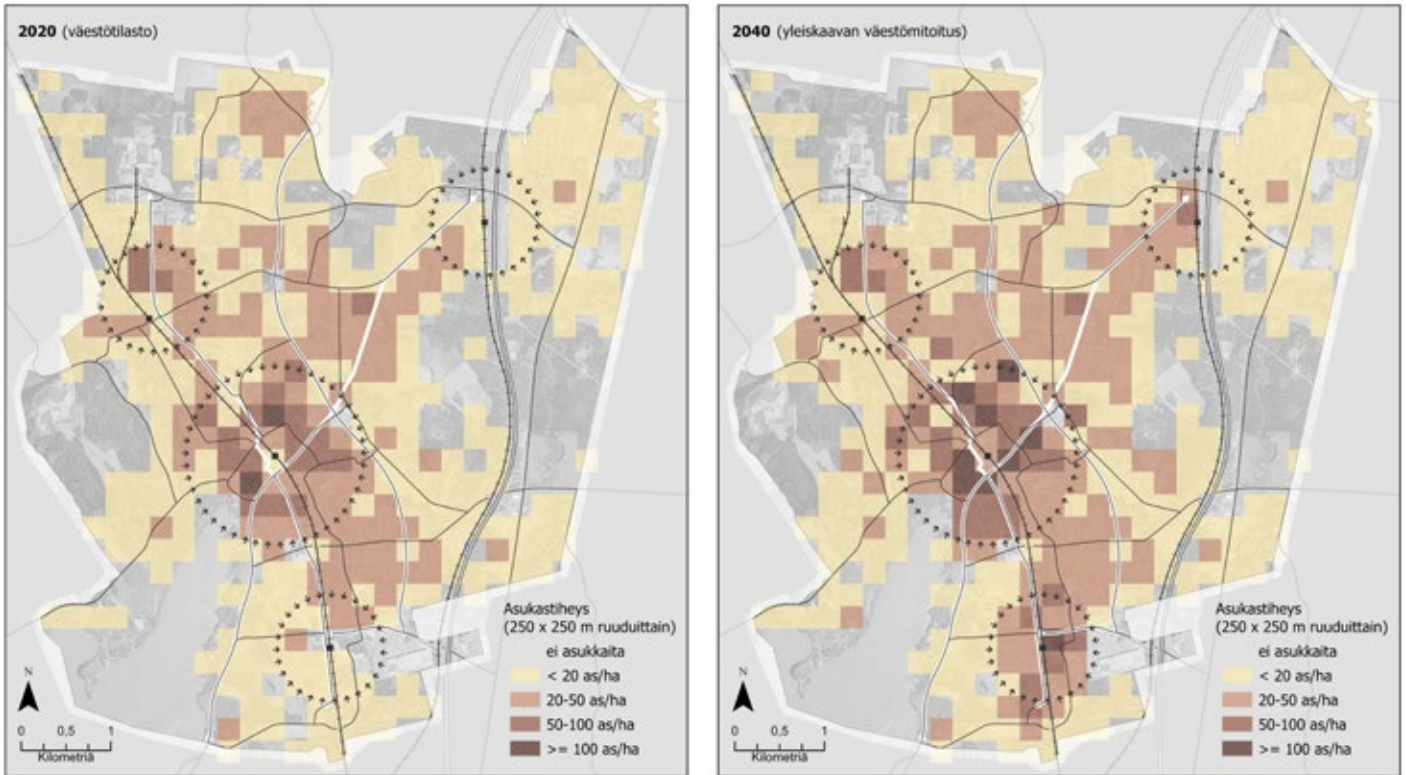 2020 (väestötilasto)
Asukastiheys
(250 x 250 m ruuduittain)
ei asukkaita
< 20 as/ha
20-50 as/ha
50-100 as/ha
>= 100 as/ha
N
0 0,5 1
Kilometriä
2040 (yleiskaavan väestömitoitus)
Asukastiheys
(250 x 250 m ruuduittain)
ei asukkaita
< 20 as/ha
20-50 as/ha
50-100 as/ha
>= 100 as/ha
N
0 0,5 1
Kilometriä